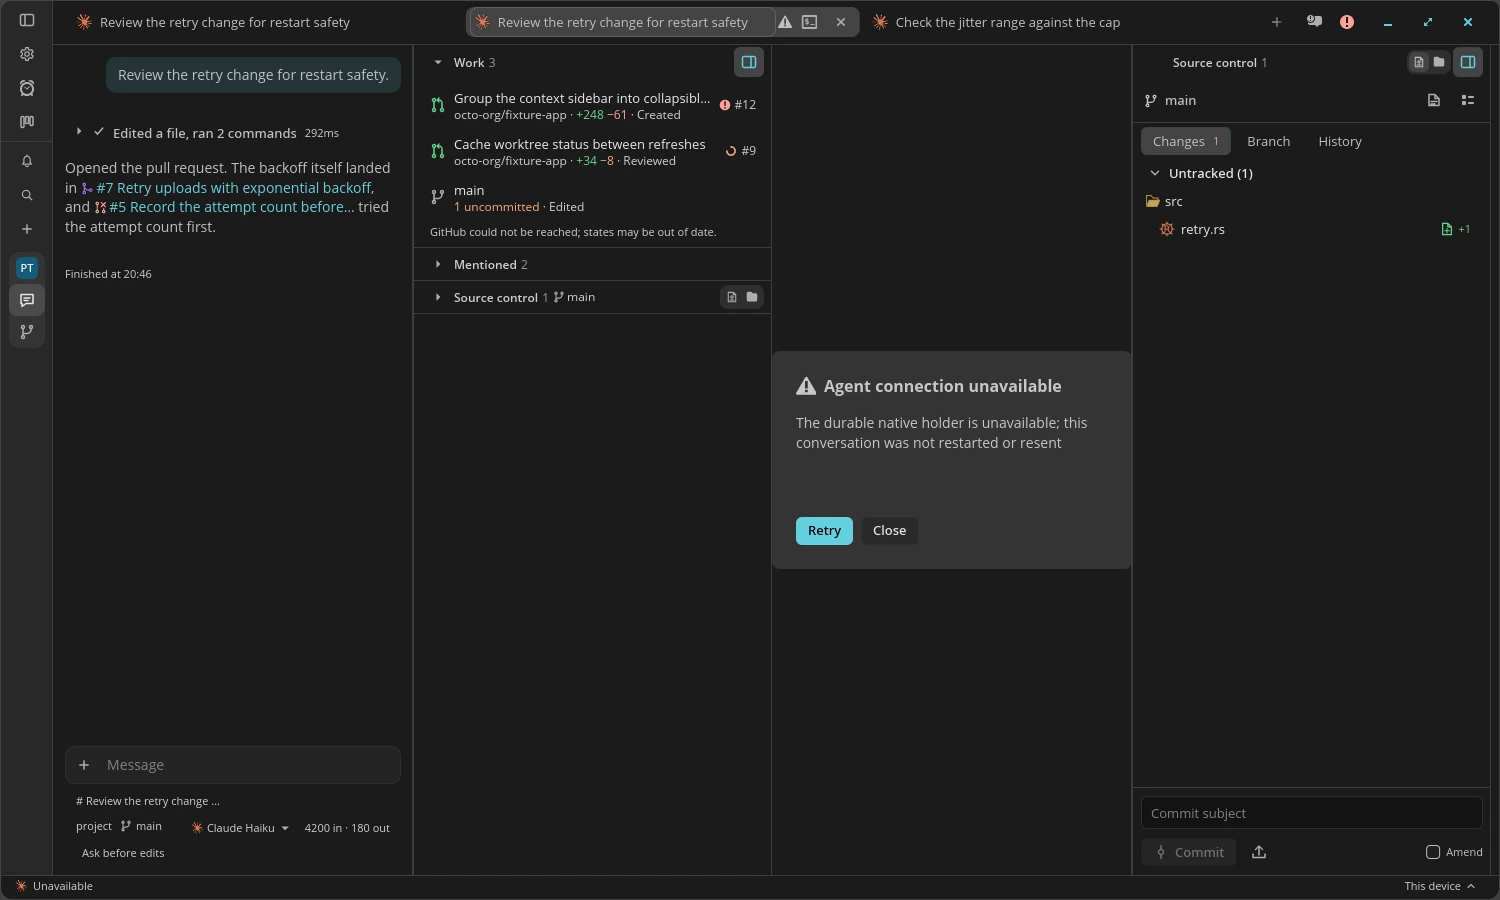 Review the retry change for restart safety
Review the retry change for restart safety
Check the jitter range against the cap
PT
Review the retry change for restart safety.
Edited a file, ran 2 commands 292ms
Opened the pull request. The backoff itself landed
in #7 Retry uploads with exponential backoff,
and #5 Record the attempt count before... tried
the attempt count first.
Finished at 20:46
Message
# Review the retry change ...
project main Claude Haiku 4200 in · 180 out
Ask before edits
Work 3
Group the context sidebar into collapsibl... #12
octo-org/fixture-app · +248 −61 · Created
Cache worktree status between refreshes #9
octo-org/fixture-app · +34 −8 · Reviewed
main
1 uncommitted · Edited
GitHub could not be reached; states may be out of date.
Mentioned 2
Source control 1 main
Agent connection unavailable
The durable native holder is unavailable; this
conversation was not restarted or resent
Retry Close
Source control 1
main
Changes 1 Branch History
Untracked (1)
src
retry.rs +1
Commit subject
Commit Amend
Unavailable
This device